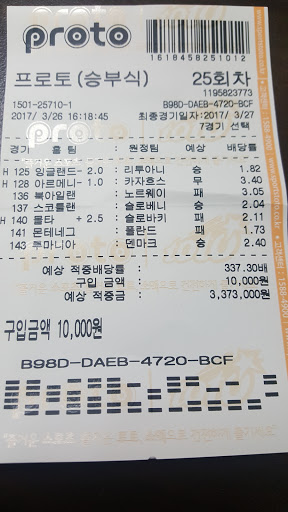 proto
1618458251012
프로토 (승부식) 25회차
1195823773
1501-25710-1 B98D-DAEB-4720-BCF
2017/ 3/26 16:18:45 최종경기일자:2017/ 3/27
7경기 선택
경기 홈 팀 : 원정팀 예상 배당률
H 125 잉글랜드- 2.0 : 리투아니 승 1.82
H 128 아르메니- 1.0 : 카자흐스 무 3.40
136 북아일랜 : 노르웨이 패 3.05
137 스코틀랜 : 슬로베니 승 2.04
H 140 몰타 + 2.5 : 슬로바키 패 2.11
141 몬테네그 : 폴란드 패 1.73
143 루마니아 : 덴마크 승 2.40
예상 적중배당률 : 337.30배
구입 금액 : 10,000원
예상 적중금 : 3,373,000원
구입금액 10,000원
B98D-DAEB-4720-BCF